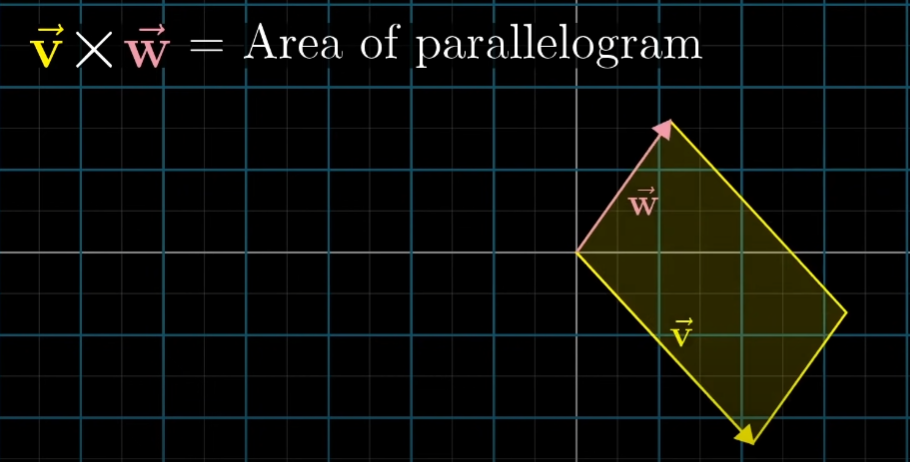 v⃗ × w⃗ = Area of parallelogram
w⃗
v⃗